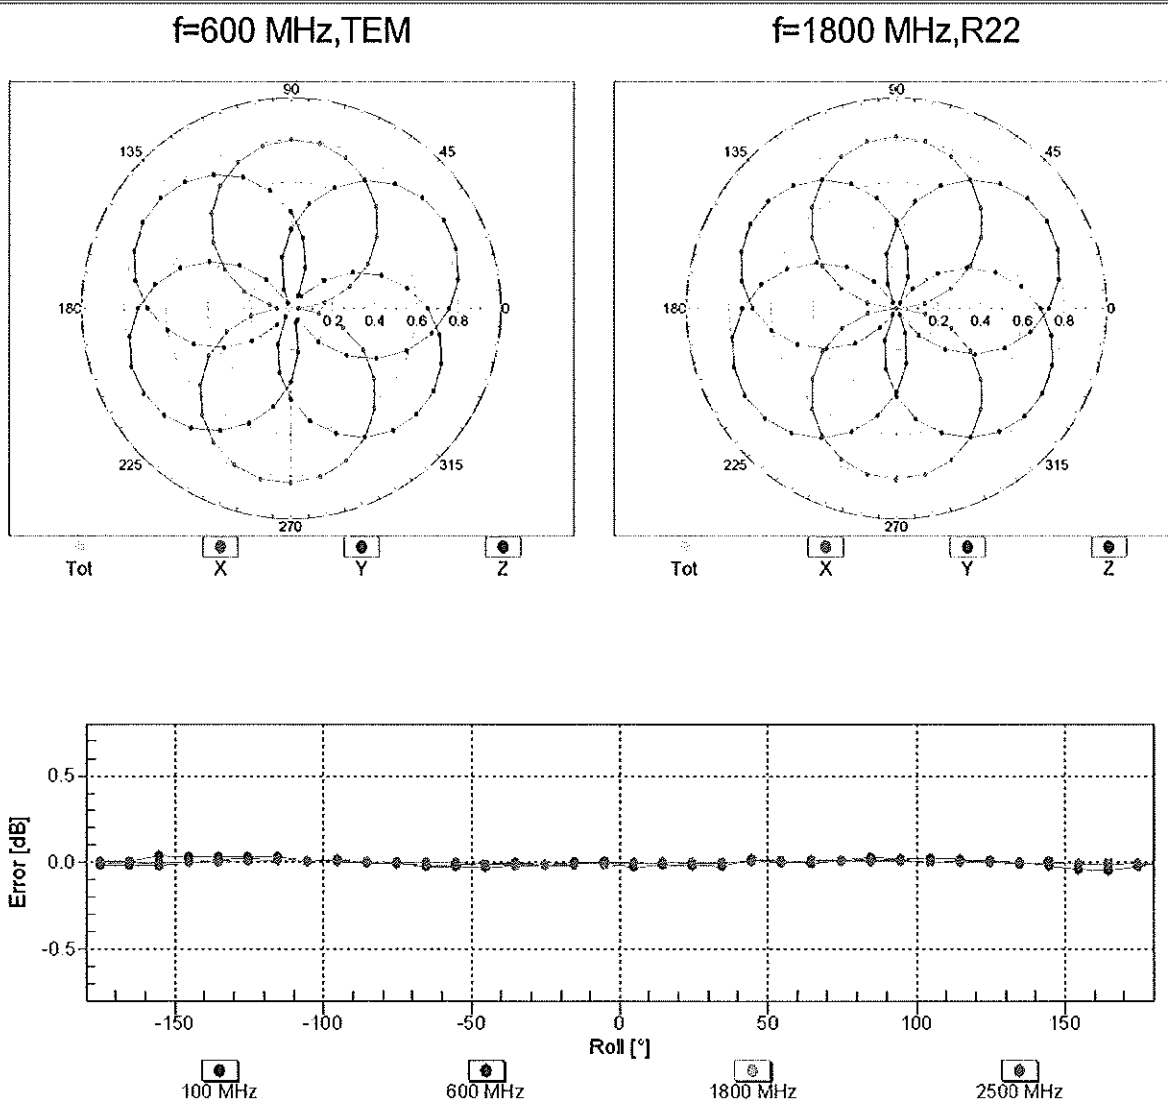 f=600 MHz,TEM
f=1800 MHz,R22
90
135
45
180
0.2
0.4
0.6
0.8
0
225
315
270
Tot
X
Y
Z
90
135
45
180
0.2
0.4
0.6
0.8
0
225
315
270
Tot
X
Y
Z
Error [dB]
0.5
0.0
-0.5
-150
-100
-50
0
50
100
150
Roll [°]
100 MHz
600 MHz
1800 MHz
2500 MHz